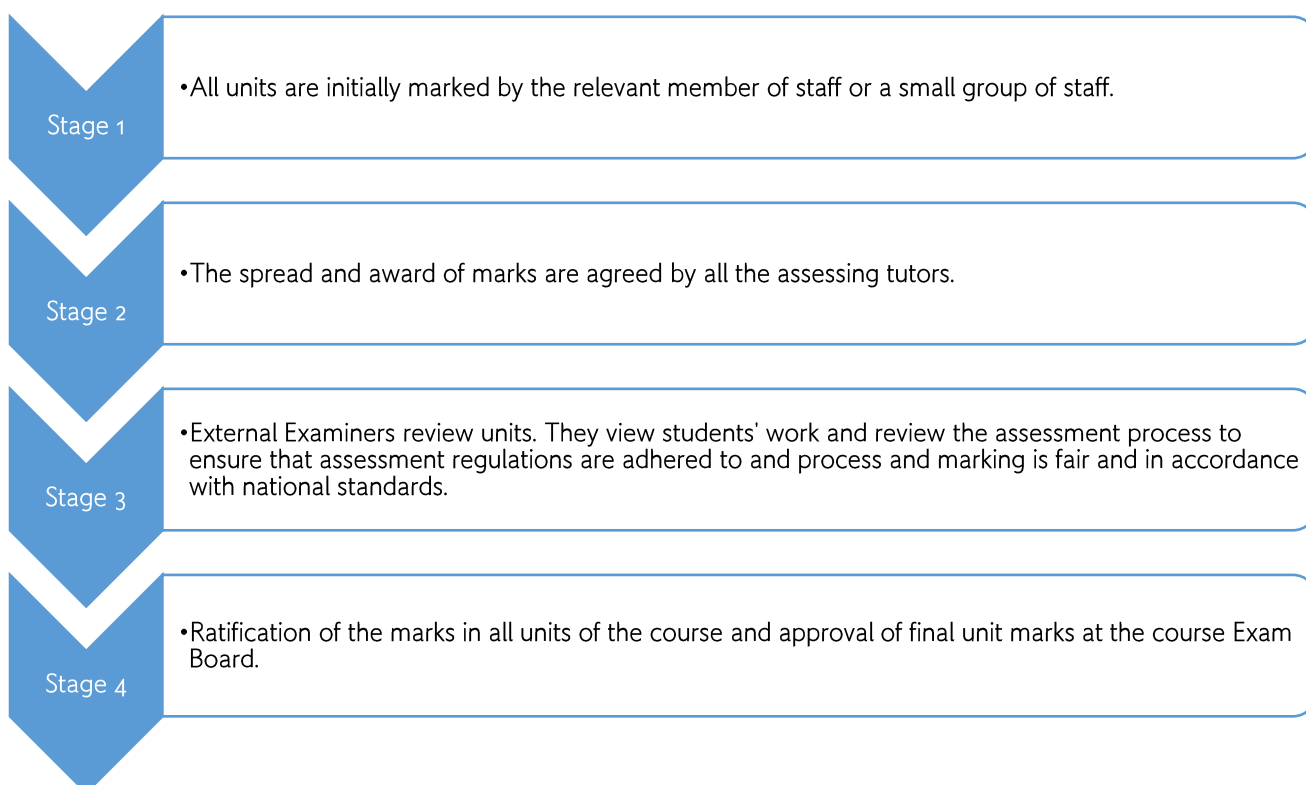 Stage 1
•All units are initially marked by the relevant member of staff or a small group of staff.
Stage 2
•The spread and award of marks are agreed by all the assessing tutors.
Stage 3
•External Examiners review units. They view students' work and review the assessment process to
ensure that assessment regulations are adhered to and process and marking is fair and in accordance
with national standards.
Stage 4
•Ratification of the marks in all units of the course and approval of final unit marks at the course Exam
Board.